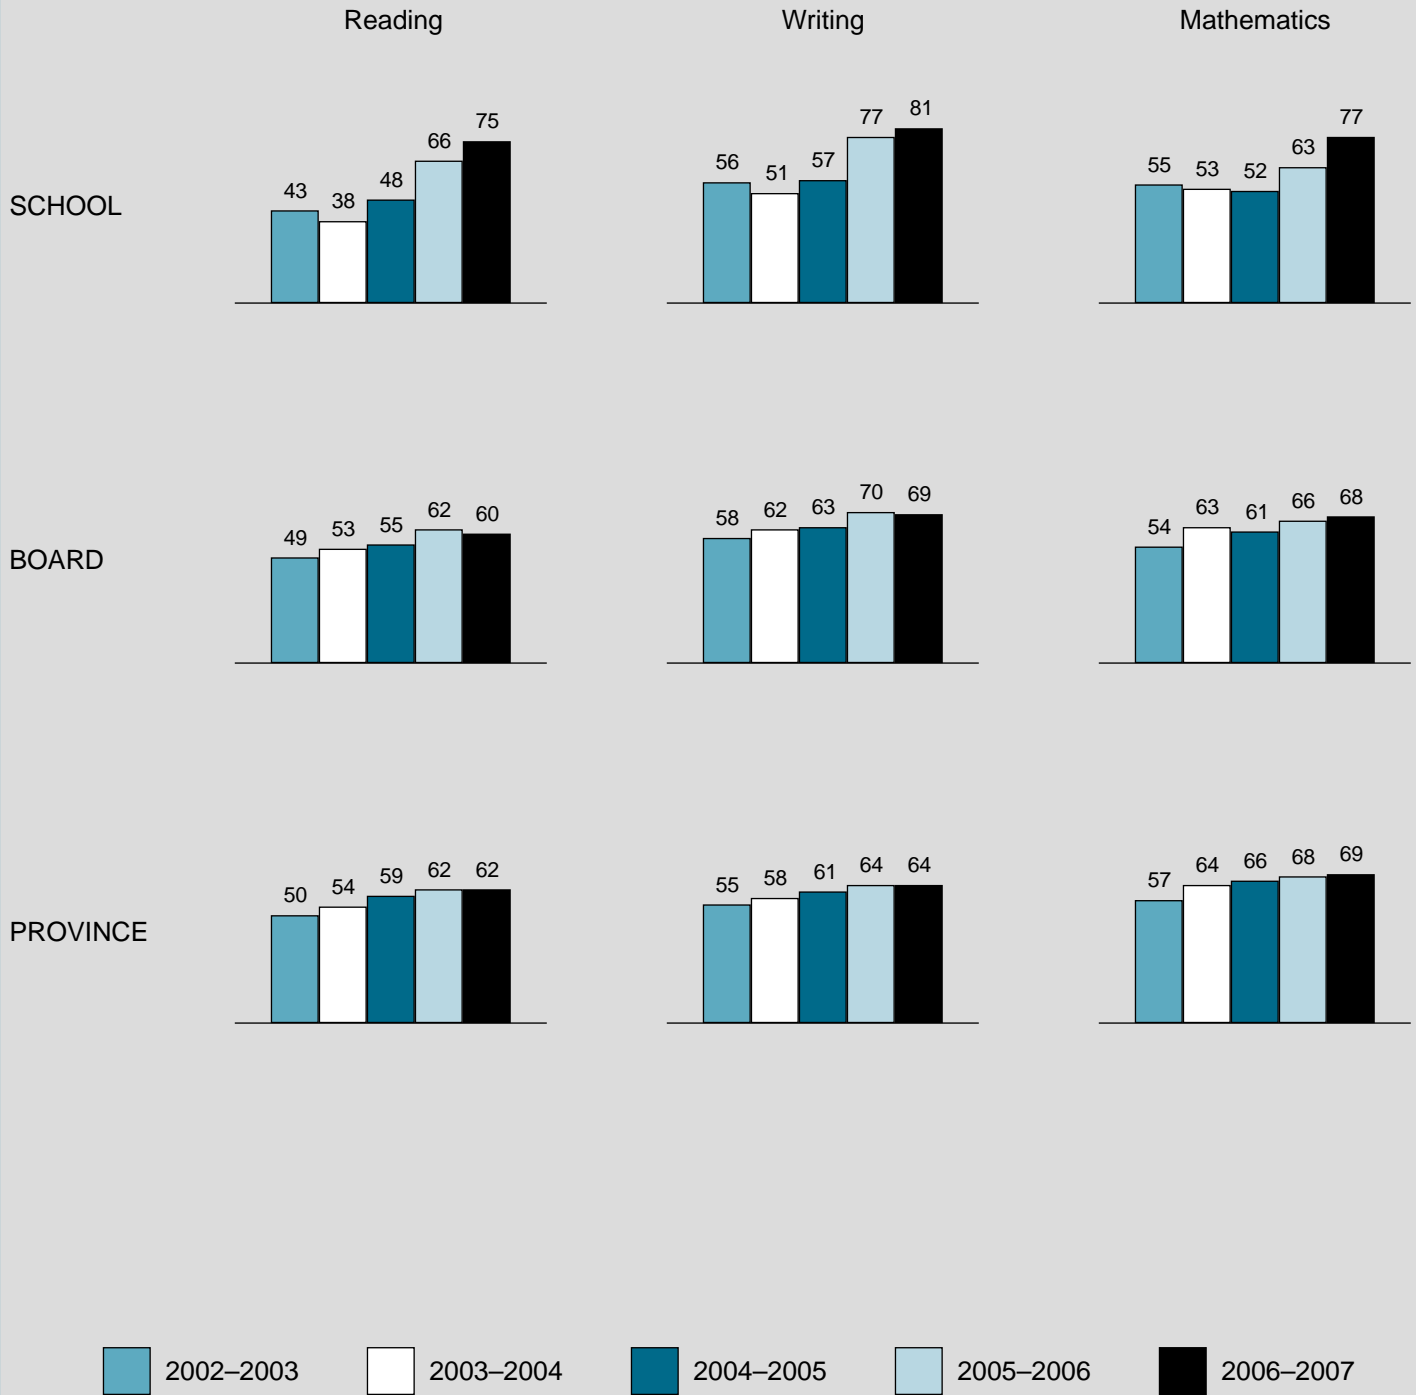 Reading Writing Mathematics
SCHOOL
43 38 48 66 75
56 51 57 77 81
55 53 52 63 77
BOARD
49 53 55 62 60
58 62 63 70 69
54 63 61 66 68
PROVINCE
50 54 59 62 62
55 58 61 64 64
57 64 66 68 69
2002–2003 2003–2004 2004–2005 2005–2006 2006–2007